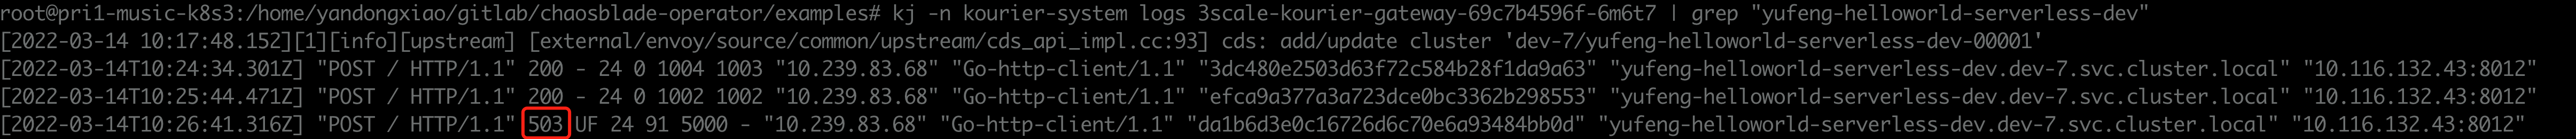 root@pri1-music-k8s3:/home/yandongxiao/gitlab/chaosblade-operator/examples# kj -n kourier-system logs 3scale-kourier-gateway-69c7b4596f-6m6t7 | grep "yufeng-helloworld-serverless-dev"
[2022-03-14 10:17:48.152][1][info][upstream] [external/envoy/source/common/upstream/cds_api_impl.cc:93] cds: add/update cluster 'dev-7/yufeng-helloworld-serverless-dev-00001'
[2022-03-14T10:24:34.301Z] "POST / HTTP/1.1" 200 - 24 0 1004 1003 "10.239.83.68" "Go-http-client/1.1" "3dc480e2503d63f72c584b28f1da9a63" "yufeng-helloworld-serverless-dev.dev-7.svc.cluster.local" "10.116.132.43:8012"
[2022-03-14T10:25:44.471Z] "POST / HTTP/1.1" 200 - 24 0 1002 1002 "10.239.83.68" "Go-http-client/1.1" "efca9a377a3a723dce0bc3362b298553" "yufeng-helloworld-serverless-dev.dev-7.svc.cluster.local" "10.116.132.43:8012"
[2022-03-14T10:26:41.316Z] "POST / HTTP/1.1" 503 UF 24 91 5000 - "10.239.83.68" "Go-http-client/1.1" "da1b6d3e0c16726d6c70e6a93484bb0d" "yufeng-helloworld-serverless-dev.dev-7.svc.cluster.local" "10.116.132.43:8012"